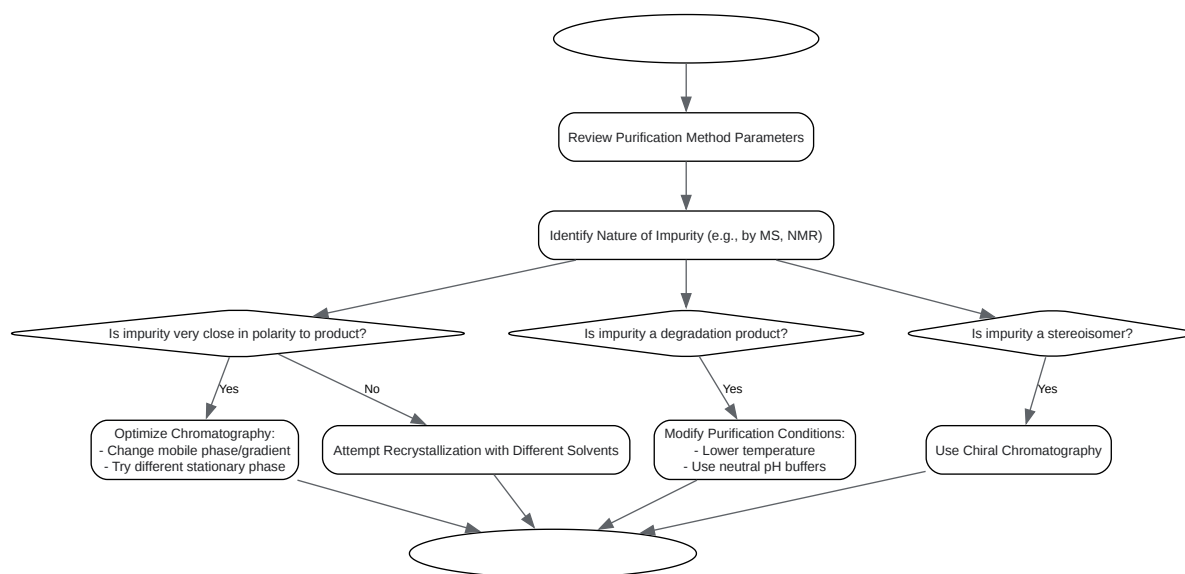 Review Purification Method Parameters
Identify Nature of Impurity (e.g., by MS, NMR)
Is impurity very close in polarity to product?
Is impurity a degradation product?
Is impurity a stereoisomer?
Yes
No
Yes
Yes
Optimize Chromatography:
- Change mobile phase/gradient
- Try different stationary phase
Attempt Recrystallization with Different Solvents
Modify Purification Conditions:
- Lower temperature
- Use neutral pH buffers
Use Chiral Chromatography